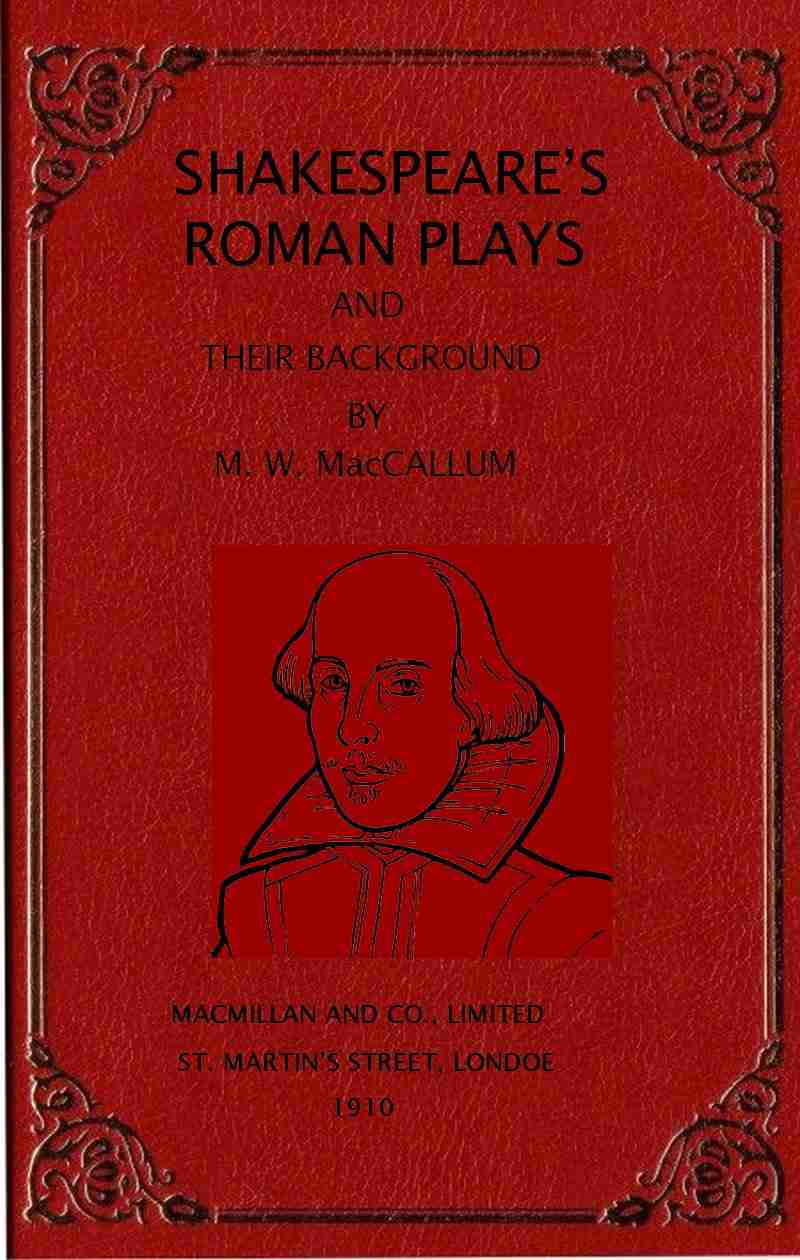 SHAKESPEARE’S
ROMAN PLAYS
AND
THEIR BACKGROUND
BY
M. W. MacCALLUM
MACMILLAN AND CO., LIMITED
ST. MARTIN’S STREET, LONDOE
1910